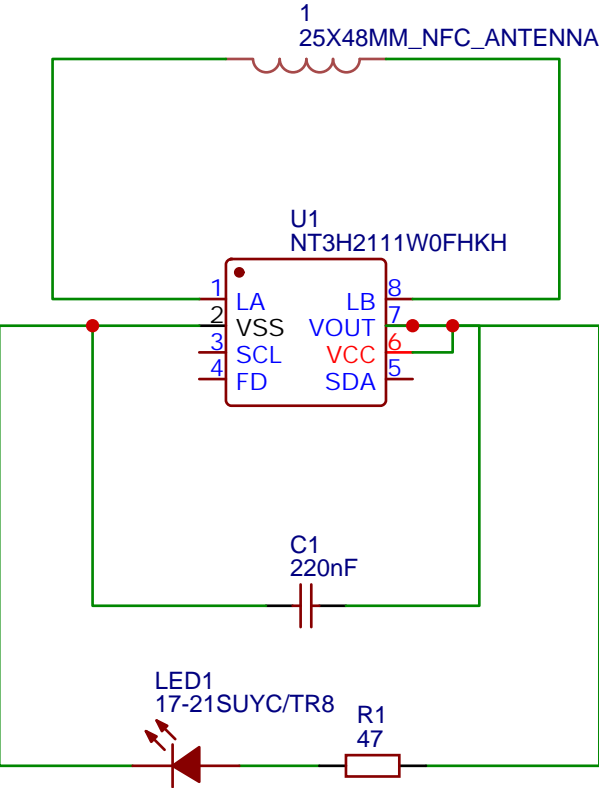 1
25X48MM_NFC_ANTENNA
U1
NT3H2111W0FHKH
1 LA LB 8
2 VSS VOUT 7
3 SCL VCC 6
4 FD SDA 5
C1
220nF
LED1
17-21SUYC/TR8
R1
47